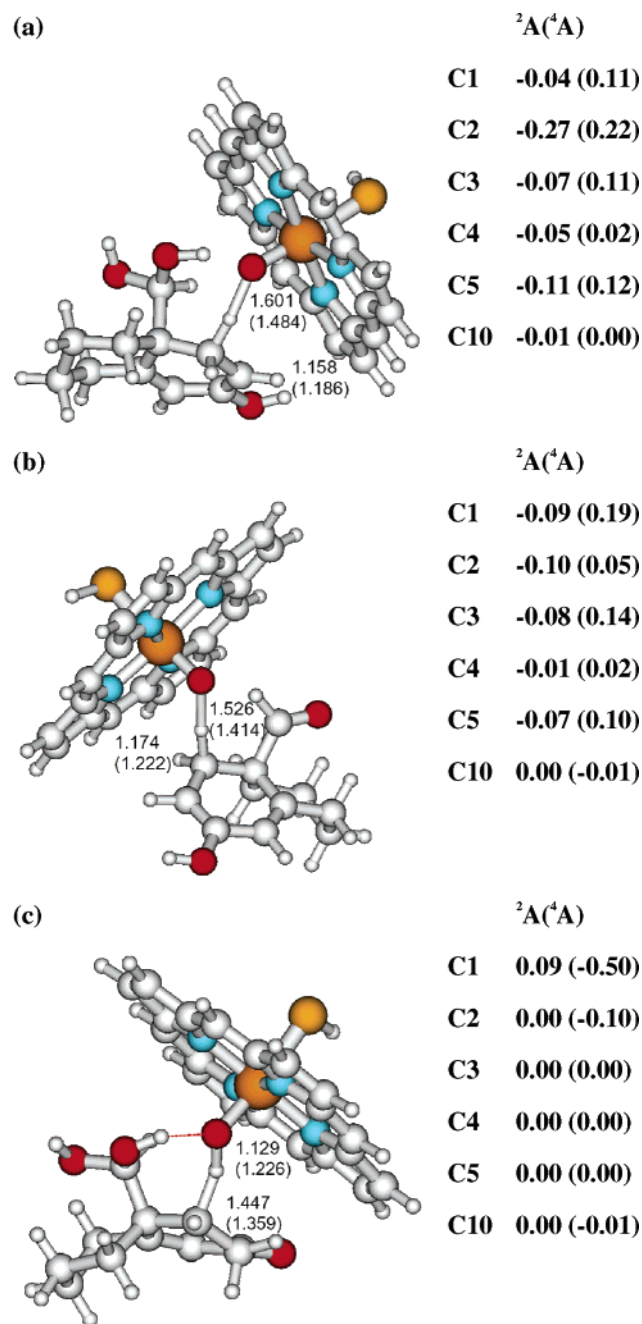 (a)
²A(⁴A)
C1 -0.04 (0.11)
C2 -0.27 (0.22)
C3 -0.07 (0.11)
C4 -0.05 (0.02)
C5 -0.11 (0.12)
C10 -0.01 (0.00)
1.601
(1.484)
1.158
(1.186)
(b)
²A(⁴A)
C1 -0.09 (0.19)
C2 -0.10 (0.05)
C3 -0.08 (0.14)
C4 -0.01 (0.02)
C5 -0.07 (0.10)
C10 0.00 (-0.01)
1.526
(1.414)
1.174
(1.222)
(c)
²A(⁴A)
C1 0.09 (-0.50)
C2 0.00 (-0.10)
C3 0.00 (0.00)
C4 0.00 (0.00)
C5 0.00 (0.00)
C10 0.00 (-0.01)
1.129
(1.226)
1.447
(1.359)